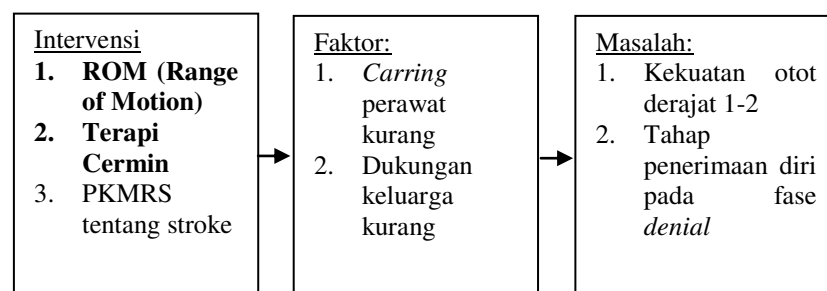 Intervensi
1. ROM (Range
of Motion)
2. Terapi
Cermin
3. PKMRS
tentang stroke
Faktor:
1. Carring
perawat
kurang
2. Dukungan
keluarga
kurang
Masalah:
1. Kekuatan otot
derajat 1-2
2. Tahap
penerimaan diri
pada fase
denial